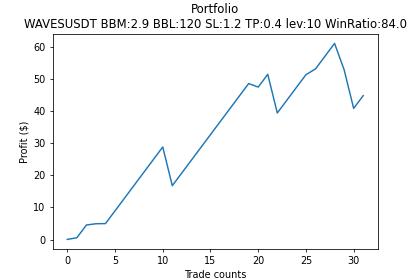 Portfolio
WAVESUSDT BBM:2.9 BBL:120 SL:1.2 TP:0.4 lev:10 WinRatio:84.0
60
50
40
30
20
10
0
Profit ($)
0 5 10 15 20 25 30
Trade counts